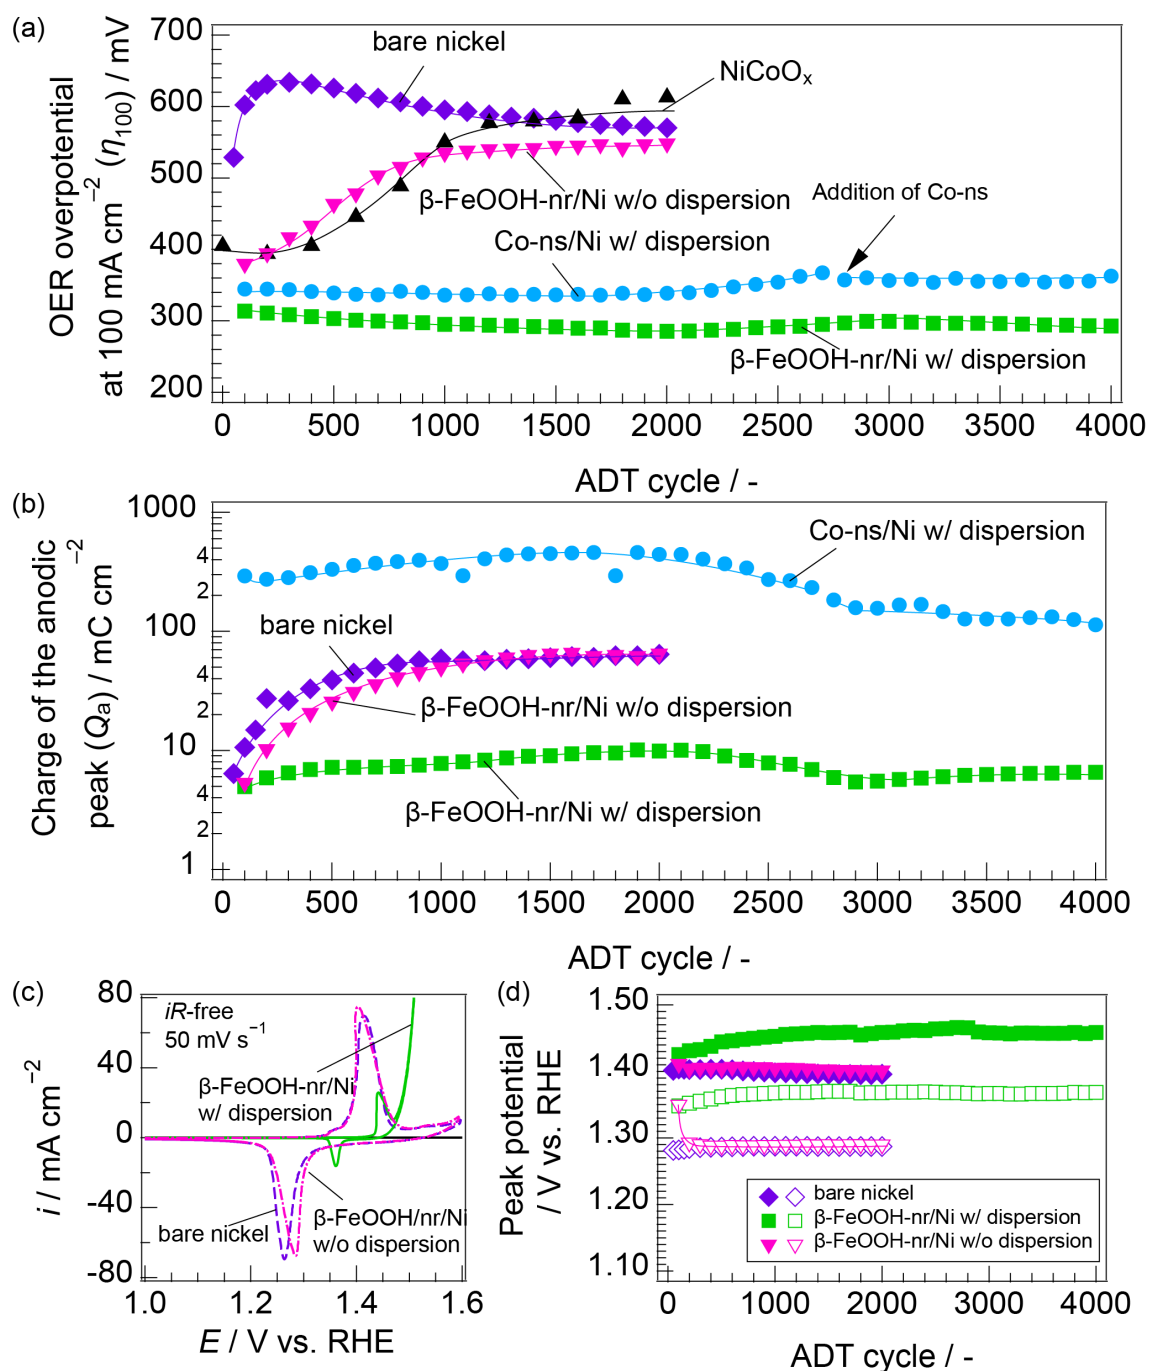 (a)
OER overpotential
at 100 mA cm⁻² (η₁₀₀) / mV
700
600
500
400
300
200
bare nickel
NiCoOₓ
β-FeOOH-nr/Ni w/o dispersion
Addition of Co-ns
Co-ns/Ni w/ dispersion
β-FeOOH-nr/Ni w/ dispersion
0 500 1000 1500 2000 2500 3000 3500 4000
ADT cycle / -
(b)
Charge of the anodic
peak (Qa) / mC cm⁻²
1000
4
2
100
4
2
10
4
2
1
Co-ns/Ni w/ dispersion
bare nickel
β-FeOOH-nr/Ni w/o dispersion
β-FeOOH-nr/Ni w/ dispersion
0 500 1000 1500 2000 2500 3000 3500 4000
ADT cycle / -
(c)
i / mA cm⁻²
80
40
0
-40
-80
iR-free
50 mV s⁻¹
β-FeOOH-nr/Ni
w/ dispersion
bare nickel
β-FeOOH/nr/Ni
w/o dispersion
1.0 1.2 1.4 1.6
E / V vs. RHE
(d)
Peak potential
/ V vs. RHE
1.50
1.40
1.30
1.20
1.10
bare nickel
β-FeOOH-nr/Ni w/ dispersion
β-FeOOH-nr/Ni w/o dispersion
0 1000 2000 3000 4000
ADT cycle / -